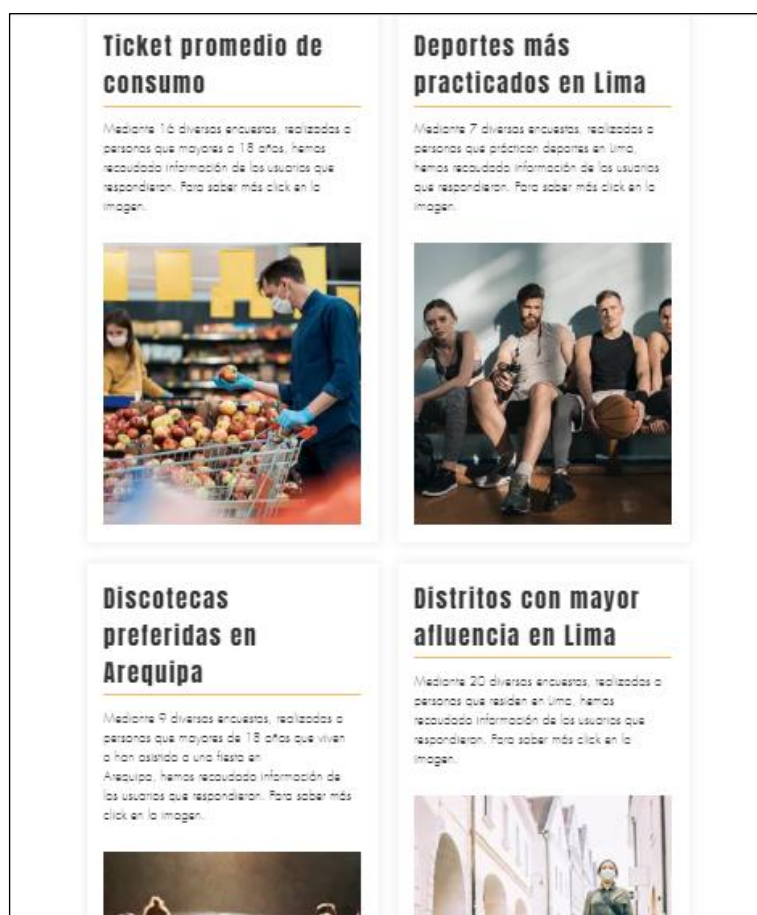 Ticket promedio de
consumo
Mediante 16 diversas encuestas, realizadas a
personas que mayores a 18 años, hemos
recaudado información de los usuarios que
respondieron. Para saber más click en la
imagen.
Deportes más
practicados en Lima
Mediante 7 diversas encuestas, realizadas a
personas que práctican deportes en Lima,
hemos recaudado información de los usuarios
que respondieron. Para saber más click en la
imagen.
Discotecas
preferidas en
Arequipa
Mediante 9 diversas encuestas, realizadas a
personas que mayores de 18 años que viven
o han asistido a una fiesta en
Arequipa, hemos recaudado información de
los usuarios que respondieron. Para saber más
click en la imagen.
Distritos con mayor
afluencia en Lima
Mediante 20 diversas encuestas, realizadas a
personas que residen en Lima, hemos
recaudado información de los usuarios que
respondieron. Para saber más click en la
imagen.